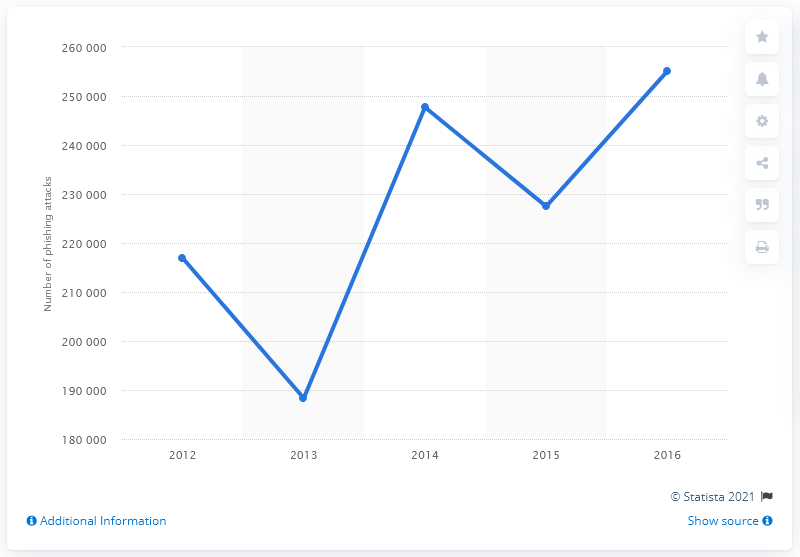 260 000
250 000
240 000
230 000
220 000
210 000
200 000
190 000
180 000
Number of phishing attacks
2012 2013 2014 2015 2016
© Statista 2021
Additional Information Show source